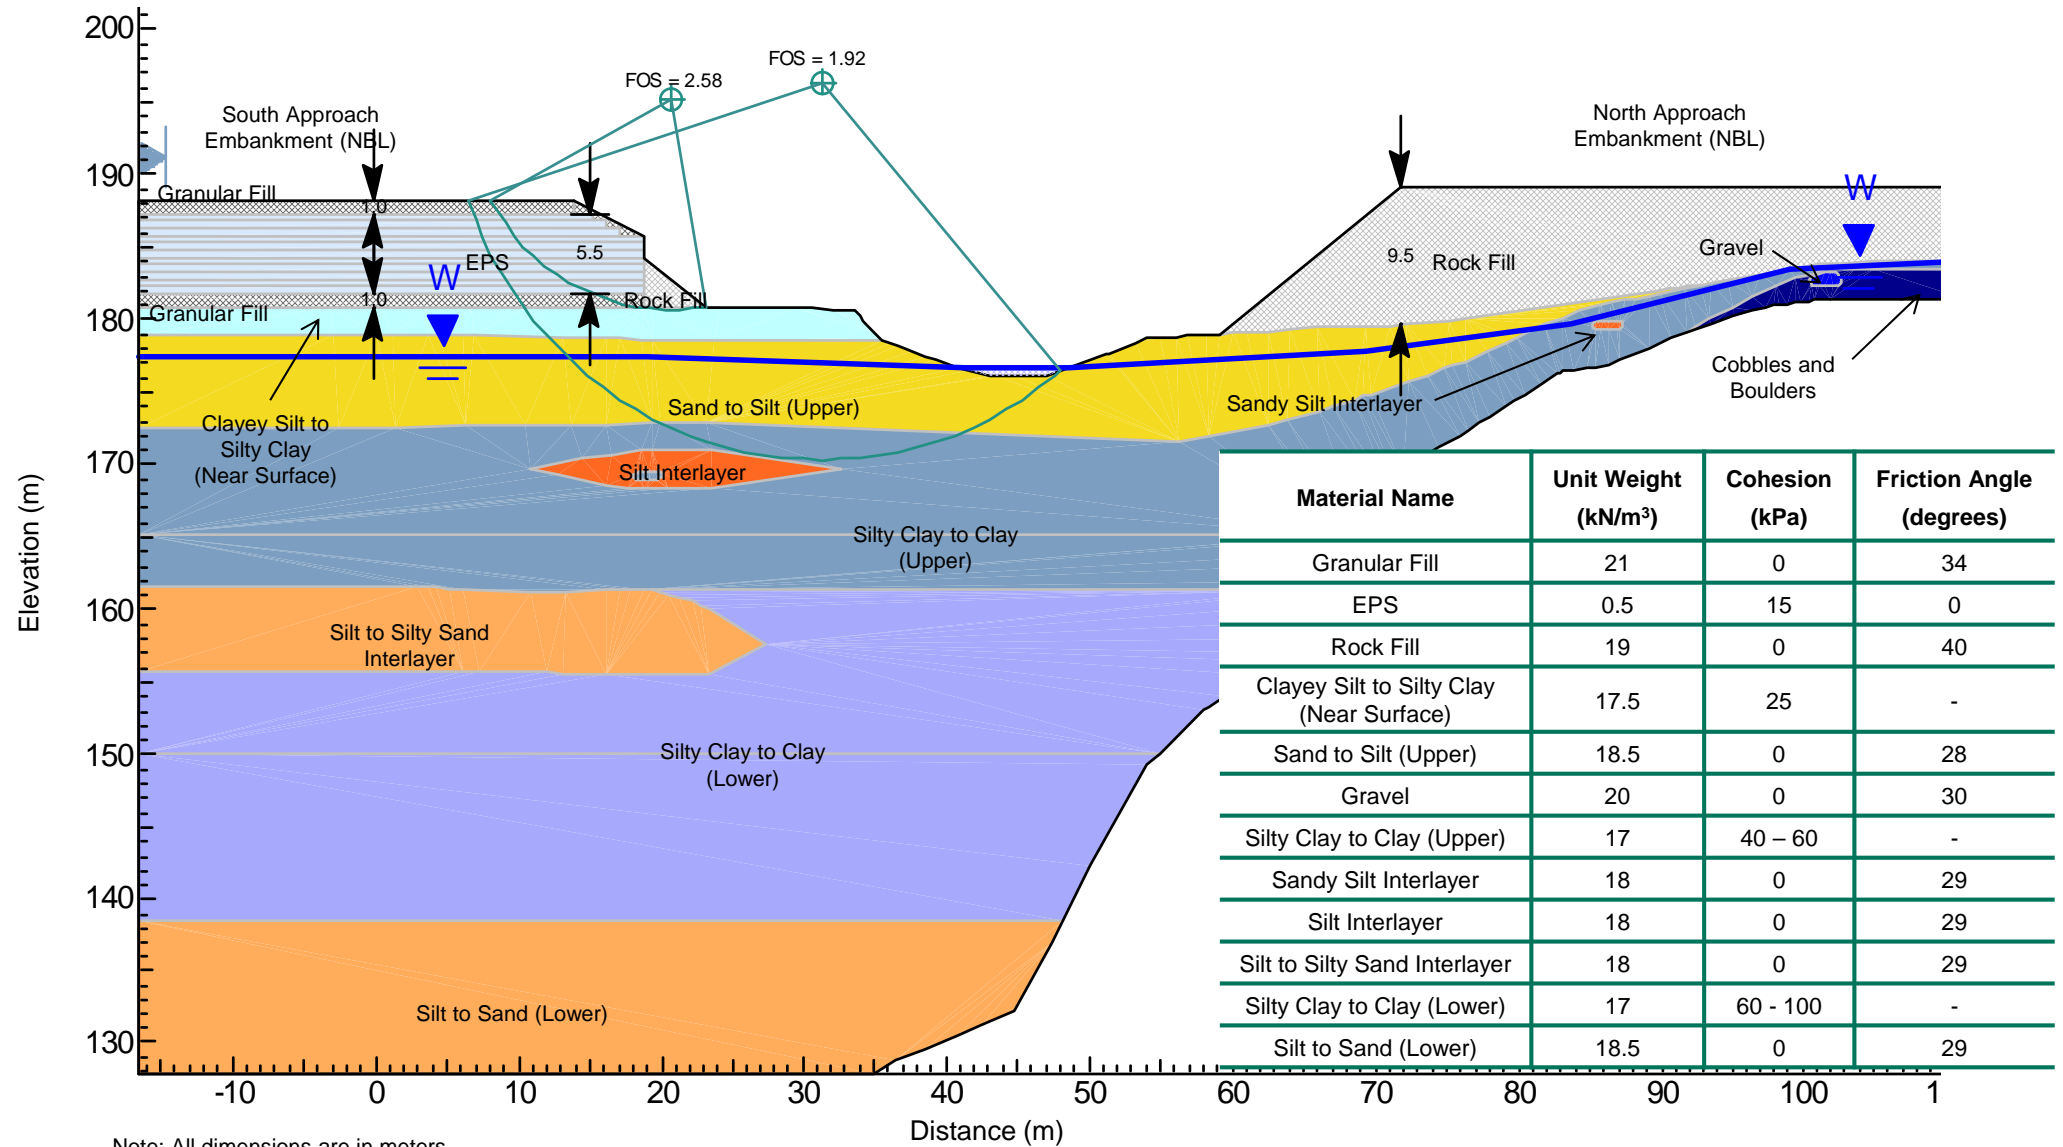 200
190
180
170
160
150
140
130
Elevation (m)
FOS = 2.58
FOS = 1.92
South Approach
Embankment (NBL)
North Approach
Embankment (NBL)
Granular Fill
1.0
W
EPS
5.5
W
1.0
Granular Fill
Rock Fill
9.5
Rock Fill
Gravel
Cobbles and
Boulders
Sandy Silt Interlayer
Clayey Silt to
Silty Clay
(Near Surface)
Sand to Silt (Upper)
Silt Interlayer
Silty Clay to Clay
(Upper)
Silt to Silty Sand
Interlayer
Silty Clay to Clay
(Lower)
Silt to Sand (Lower)
Material Name Unit Weight (kN/m³) Cohesion (kPa) Friction Angle (degrees)
Granular Fill 21 0 34
EPS 0.5 15 0
Rock Fill 19 0 40
Clayey Silt to Silty Clay (Near Surface) 17.5 25 -
Sand to Silt (Upper) 18.5 0 28
Gravel 20 0 30
Silty Clay to Clay (Upper) 17 40 – 60 -
Sandy Silt Interlayer 18 0 29
Silt Interlayer 18 0 29
Silt to Silty Sand Interlayer 18 0 29
Silty Clay to Clay (Lower) 17 60 - 100 -
Silt to Sand (Lower) 18.5 0 29
-10 0 10 20 30 40 50 60 70 80 90 100 1
Distance (m)
Note: All dimensions are in meters